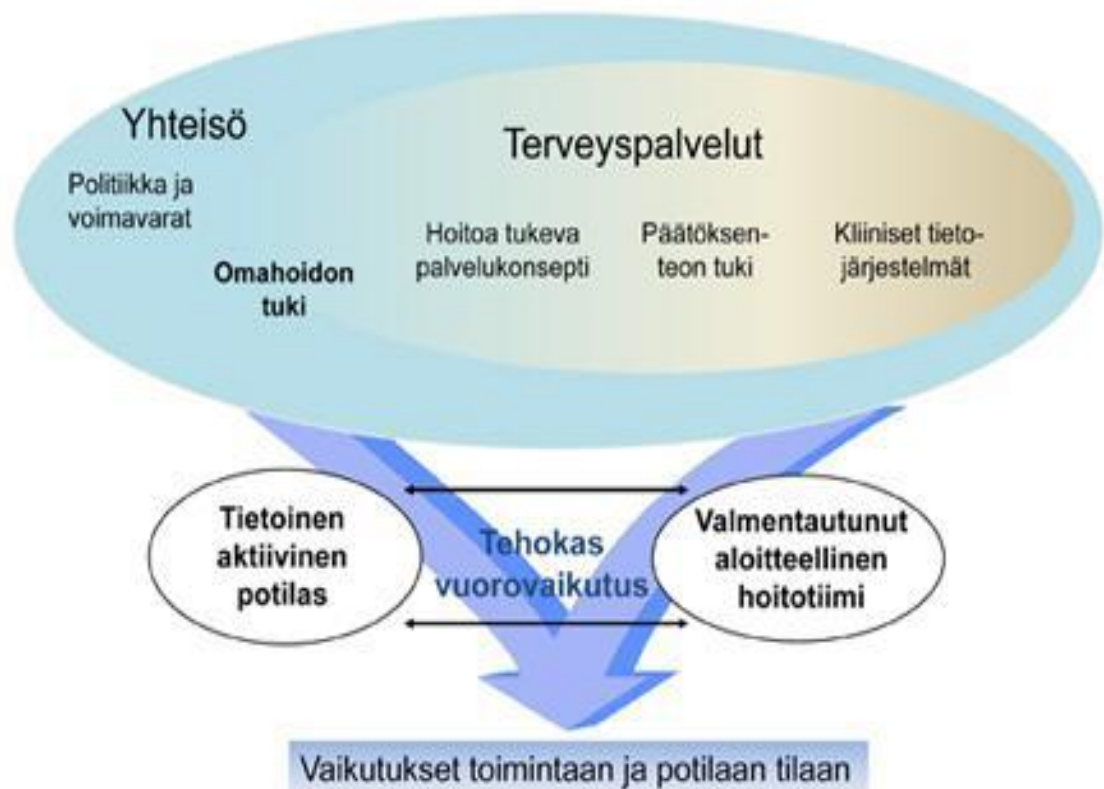 Yhteisö
Politiikka ja
voimavarat
Omahoidon
tuki
Terveyspalvelut
Hoitoa tukeva
palvelukonsepti
Päätöksen-
teon tuki
Kliiniset tieto-
järjestelmät
Tietoinen
aktiivinen
potilas
Tehokas
vuorovaikutus
Valmentautunut
aloitteellinen
hoitotiimi
Vaikutukset toimintaan ja potilaan tilaan